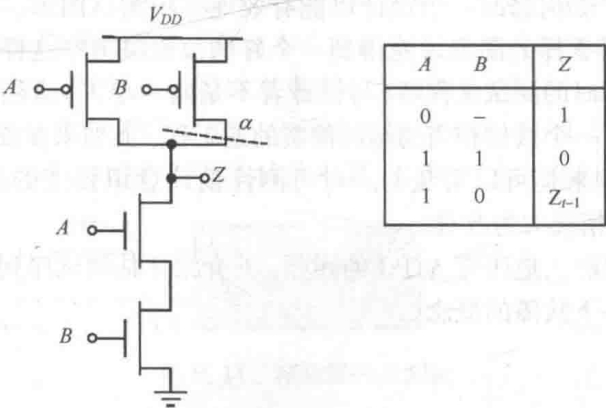 V_DD
A B α
Z
A
B
A B Z
0 – 1
1 1 0
1 0 Z_{t-1}